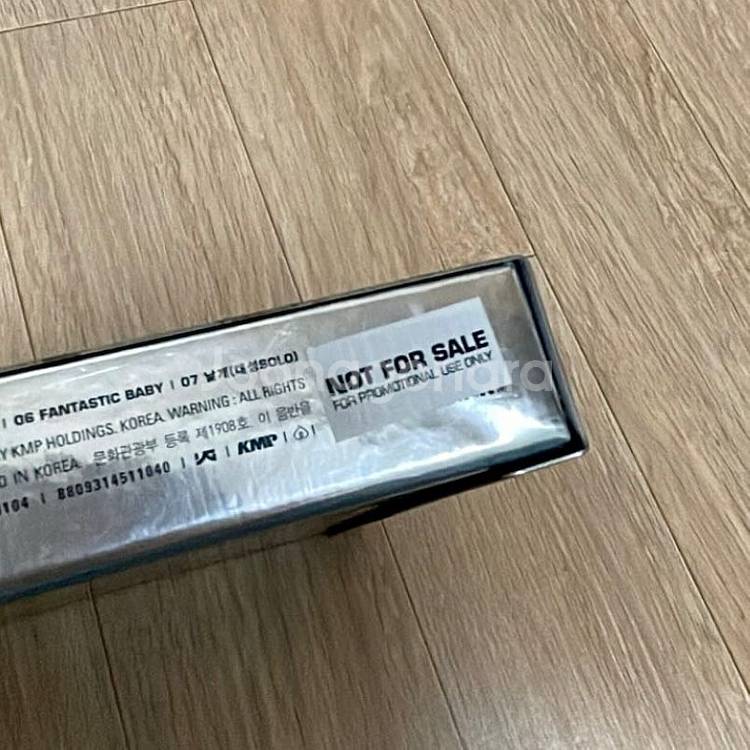 | 06 FANTASTIC BABY | 07 날개(대성SOLO)
Y KMP HOLDINGS. KOREA. WARNING : ALL RIGHTS
D IN KOREA. 문화관광부 등록 제1908호. 이 음반을
1104 | 8809314511040 | YG | KMP |
NOT FOR SALE
FOR PROMOTIONAL USE ONLY